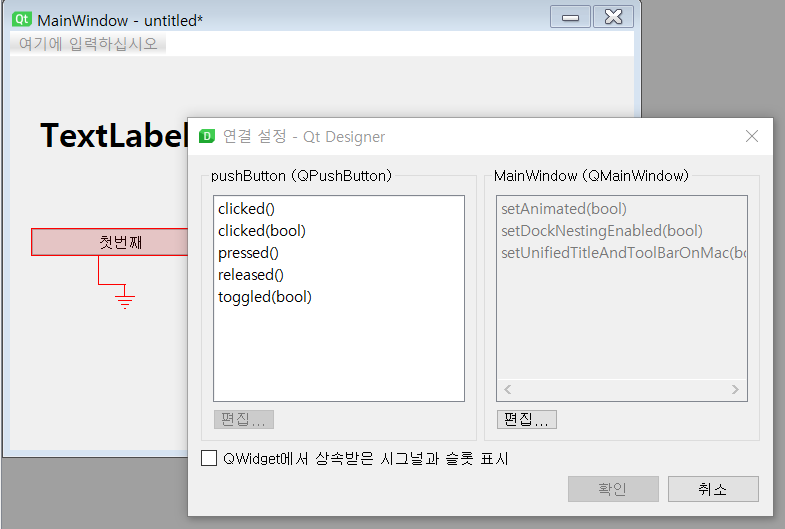 Qt MainWindow - untitled*
여기에 입력하십시오
TextLabel
첫번째
D 연결 설정 - Qt Designer
pushButton (QPushButton)
clicked()
clicked(bool)
pressed()
released()
toggled(bool)
편집...
MainWindow (QMainWindow)
setAnimated(bool)
setDockNestingEnabled(bool)
setUnifiedTitleAndToolBarOnMac(bo
편집...
QWidget에서 상속받은 시그널과 슬롯 표시
확인
취소